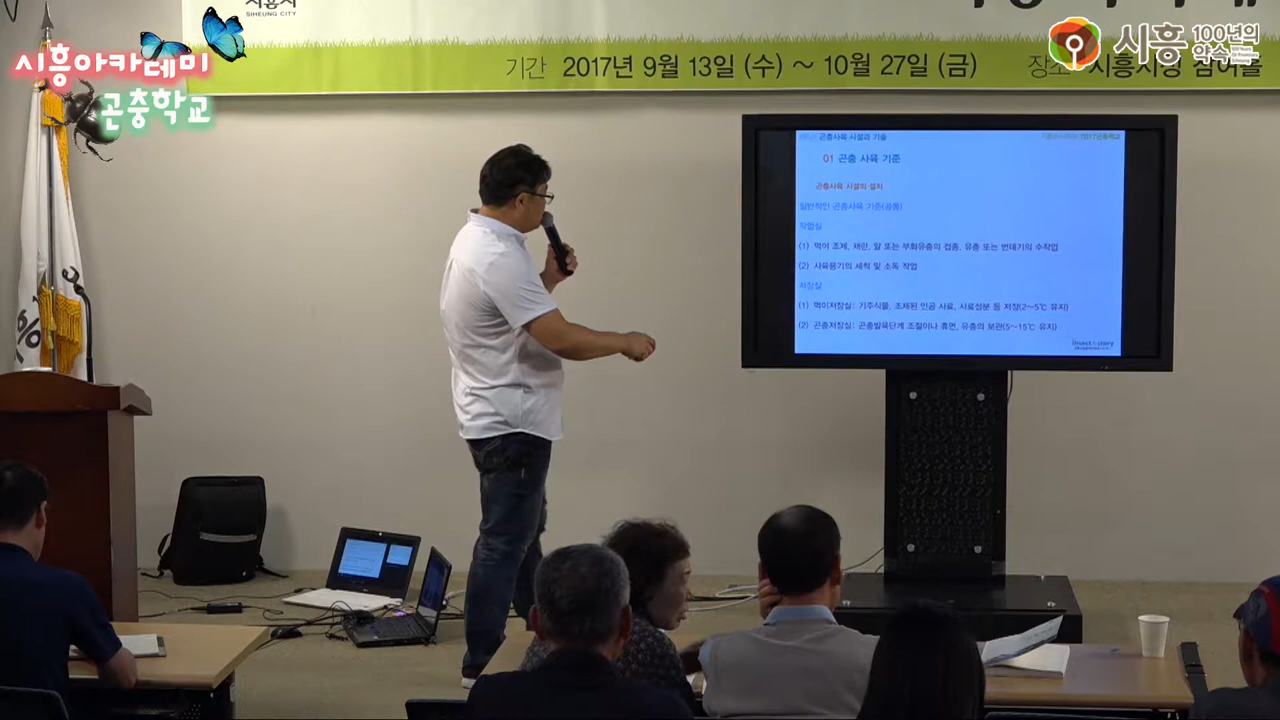 시흥시
SIHEUNG CITY
시흥아카데미
곤충학교
기간 2017년 9월 13일 (수) ~ 10월 27일 (금)
장소
시흥
100년의
약속
곤충사육 시설과 기술
2017곤충학교
01 곤충 사육 기준
곤충사육 시설의 설치
일반적인 곤충사육 기준(공통)
작업실
(1) 먹이 조제, 채란, 알 또는 부화유충의 접종, 유충 또는 번데기의 수작업
(2) 사육용기의 세척 및 소독 작업
저장실
(1) 먹이저장실: 기주식물, 조제된 인공 사료, 사료성분 등 저장(2~5℃ 유지)
(2) 곤충저장실: 곤충발육단계 조절이나 휴면, 유충의 보관(5~15℃ 유지)
insect story